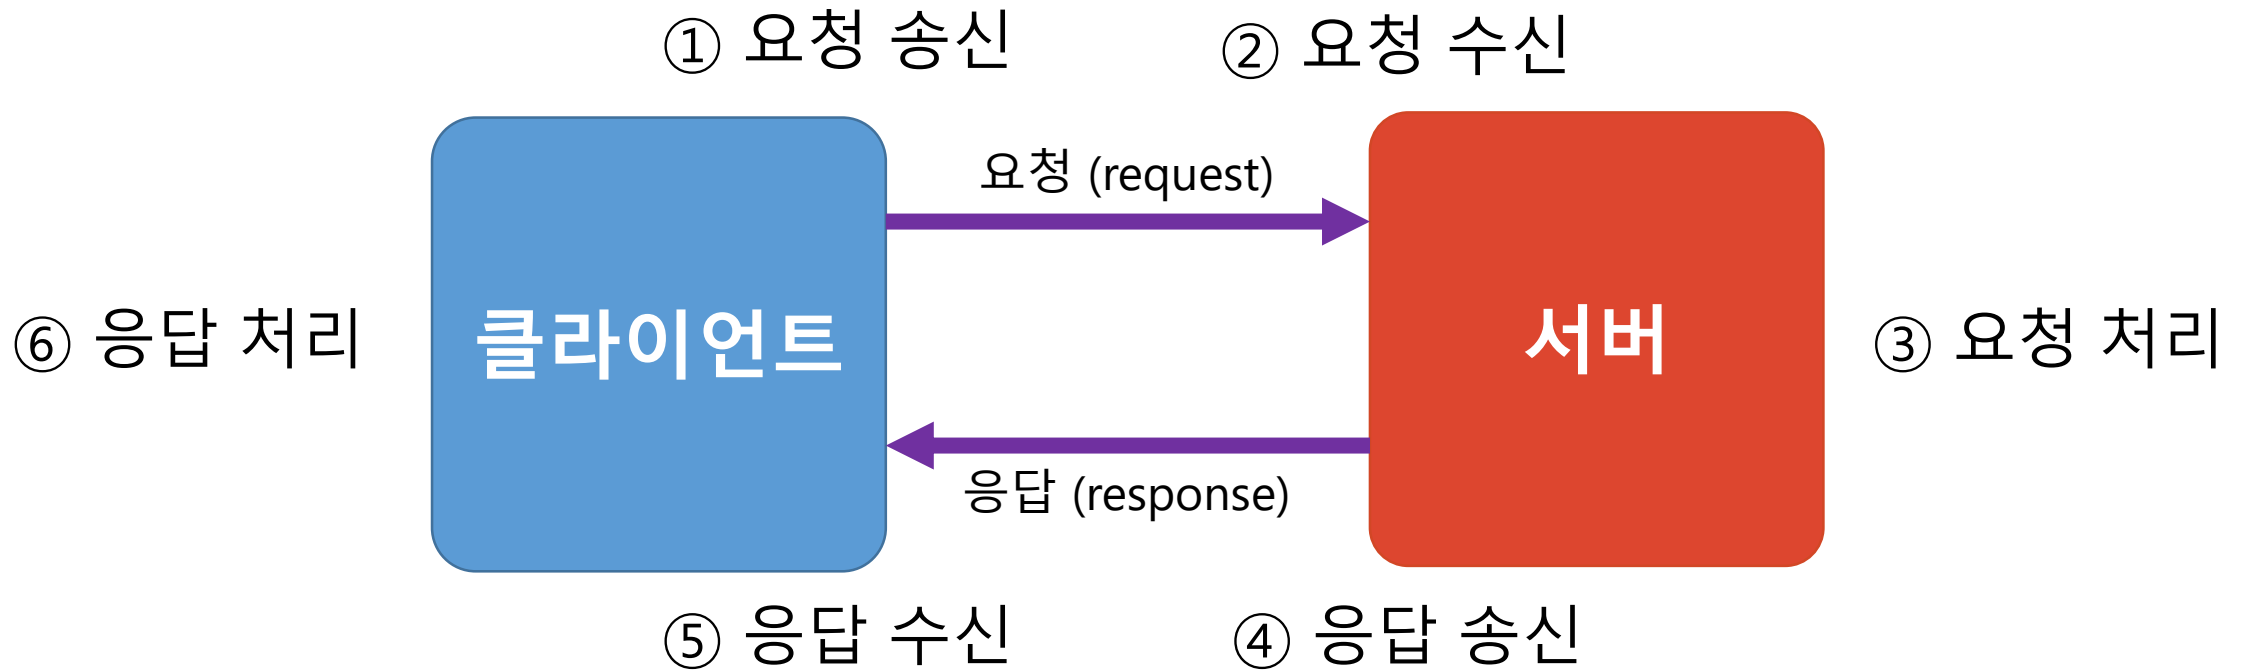 ① 요청 송신
② 요청 수신
요청 (request)
클라이언트
서버
⑥ 응답 처리
③ 요청 처리
응답 (response)
⑤ 응답 수신
④ 응답 송신